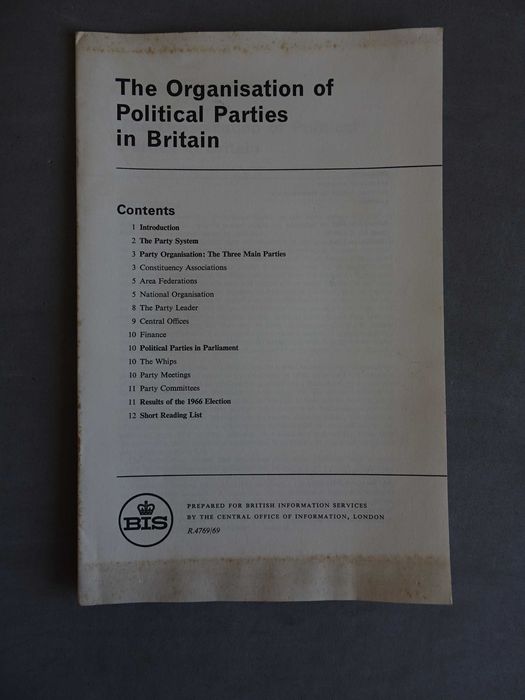 The Organisation of
Political Parties
in Britain
Contents
1 Introduction
2 The Party System
3 Party Organisation: The Three Main Parties
3 Constituency Associations
5 Area Federations
5 National Organisation
8 The Party Leader
9 Central Offices
10 Finance
10 Political Parties in Parliament
10 The Whips
10 Party Meetings
11 Party Committees
11 Results of the 1966 Election
12 Short Reading List
BIS
PREPARED FOR BRITISH INFORMATION SERVICES
BY THE CENTRAL OFFICE OF INFORMATION, LONDON
R.4769/69